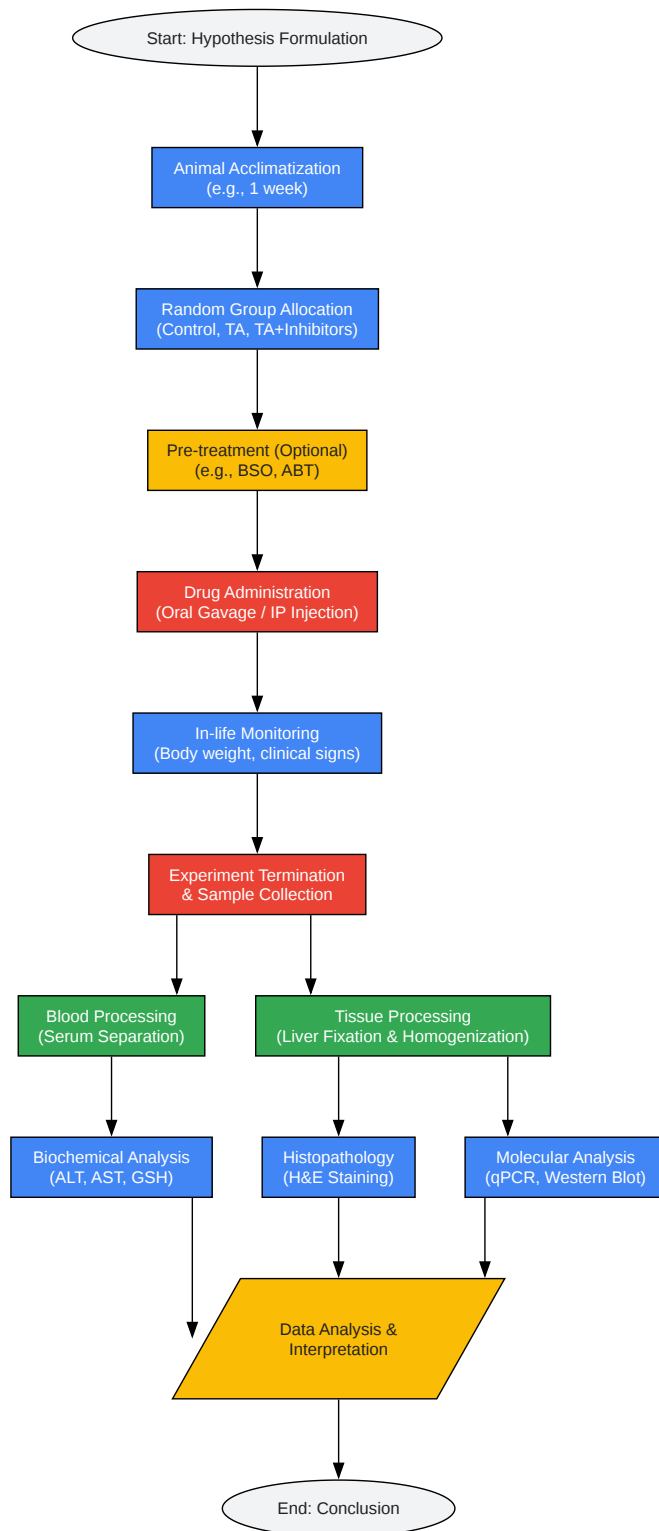 Start: Hypothesis Formulation
Animal Acclimatization
(e.g., 1 week)
Random Group Allocation
(Control, TA, TA+Inhibitors)
Pre-treatment (Optional)
(e.g., BSO, ABT)
Drug Administration
(Oral Gavage / IP Injection)
In-life Monitoring
(Body weight, clinical signs)
Experiment Termination
& Sample Collection
Blood Processing
(Serum Separation)
Tissue Processing
(Liver Fixation & Homogenization)
Biochemical Analysis
(ALT, AST, GSH)
Histopathology
(H&E Staining)
Molecular Analysis
(qPCR, Western Blot)
Data Analysis &
Interpretation
End: Conclusion